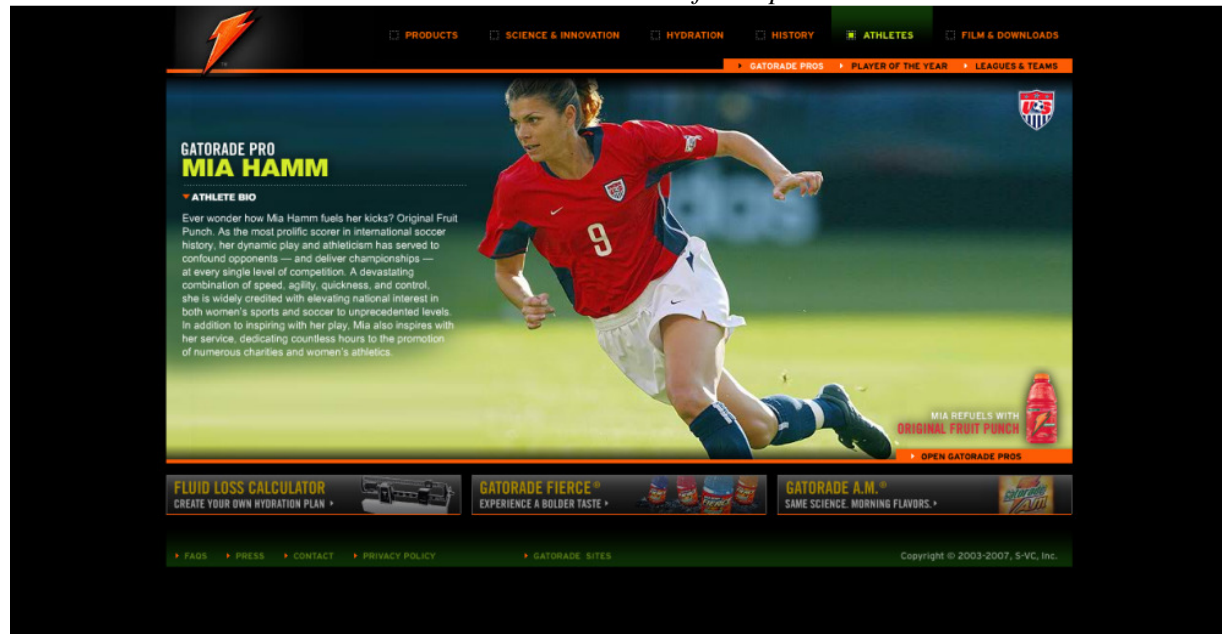 PRODUCTS SCIENCE & INNOVATION HYDRATION HISTORY ATHLETES FILM & DOWNLOADS
GATORADE PROS PLAYER OF THE YEAR LEAGUES & TEAMS
US
GATORADE PRO
MIA HAMM
ATHLETE BIO
Ever wonder how Mia Hamm fuels her kicks? Original Fruit
Punch. As the most prolific scorer in international soccer
history, her dynamic play and athleticism has served to
confound opponents — and deliver championships —
at every single level of competition. A devastating
combination of speed, agility, quickness, and control,
she is widely credited with elevating national interest in
both women's sports and soccer to unprecedented levels.
In addition to inspiring with her play, Mia also inspires with
her service, dedicating countless hours to the promotion
of numerous charities and women's athletics.
9
MIA REFUELS WITH
ORIGINAL FRUIT PUNCH
OPEN GATORADE PROS
FLUID LOSS CALCULATOR
CREATE YOUR OWN HYDRATION PLAN
GATORADE FIERCE®
EXPERIENCE A BOLDER TASTE
GATORADE A.M.®
SAME SCIENCE. MORNING FLAVORS.
Gatorade
A.M.
FAQS PRESS CONTACT PRIVACY POLICY GATORADE SITES Copyright © 2003-2007, S-VC, Inc.